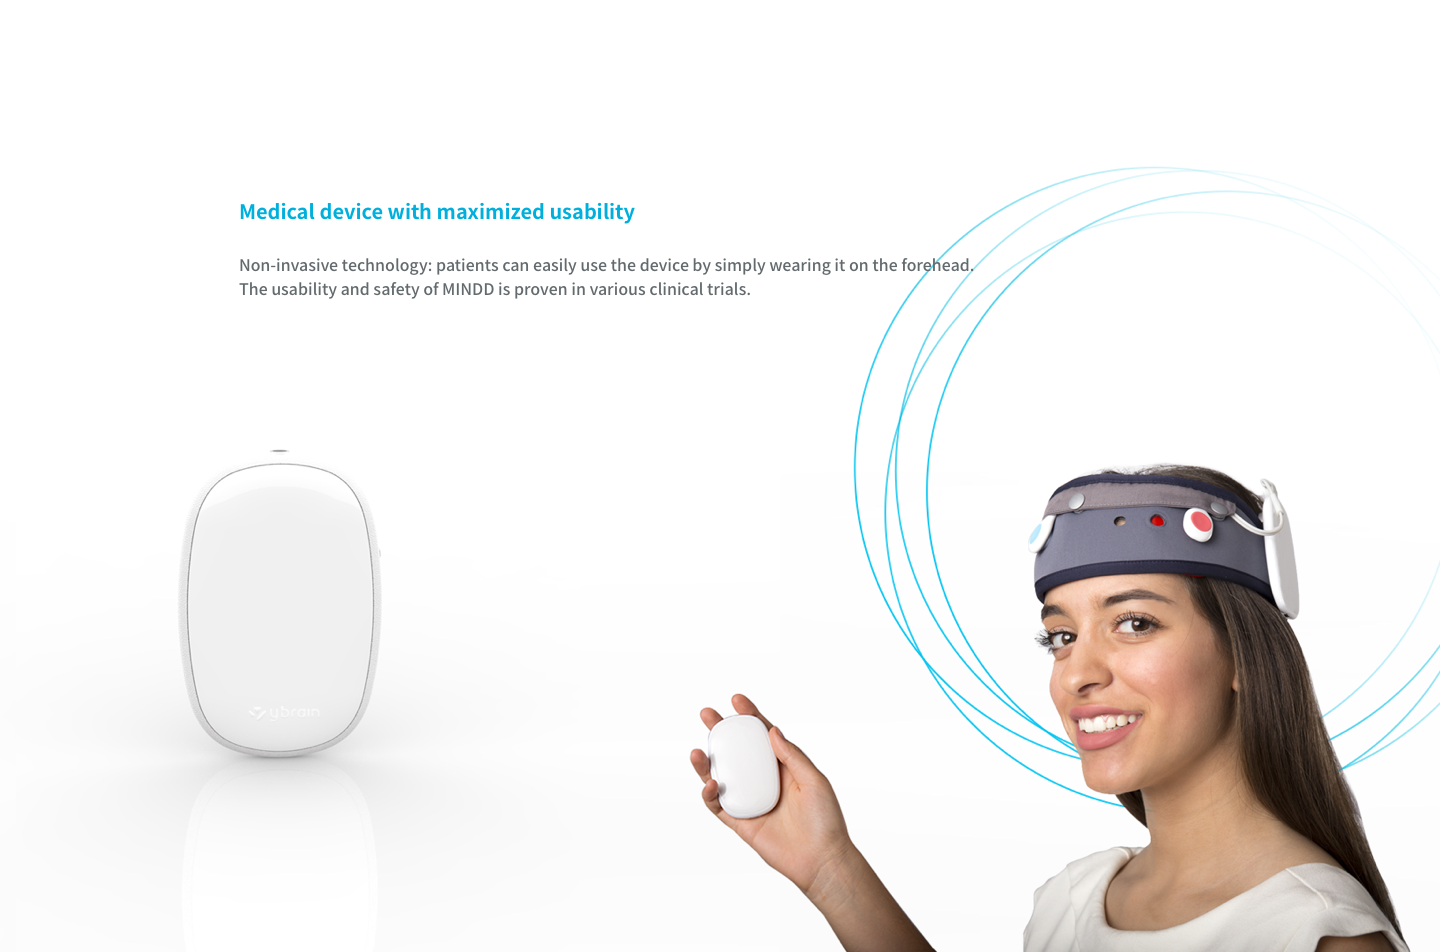 Medical device with maximized usability
Non-invasive technology: patients can easily use the device by simply wearing it on the forehead.
The usability and safety of MINDD is proven in various clinical trials.
ybrain